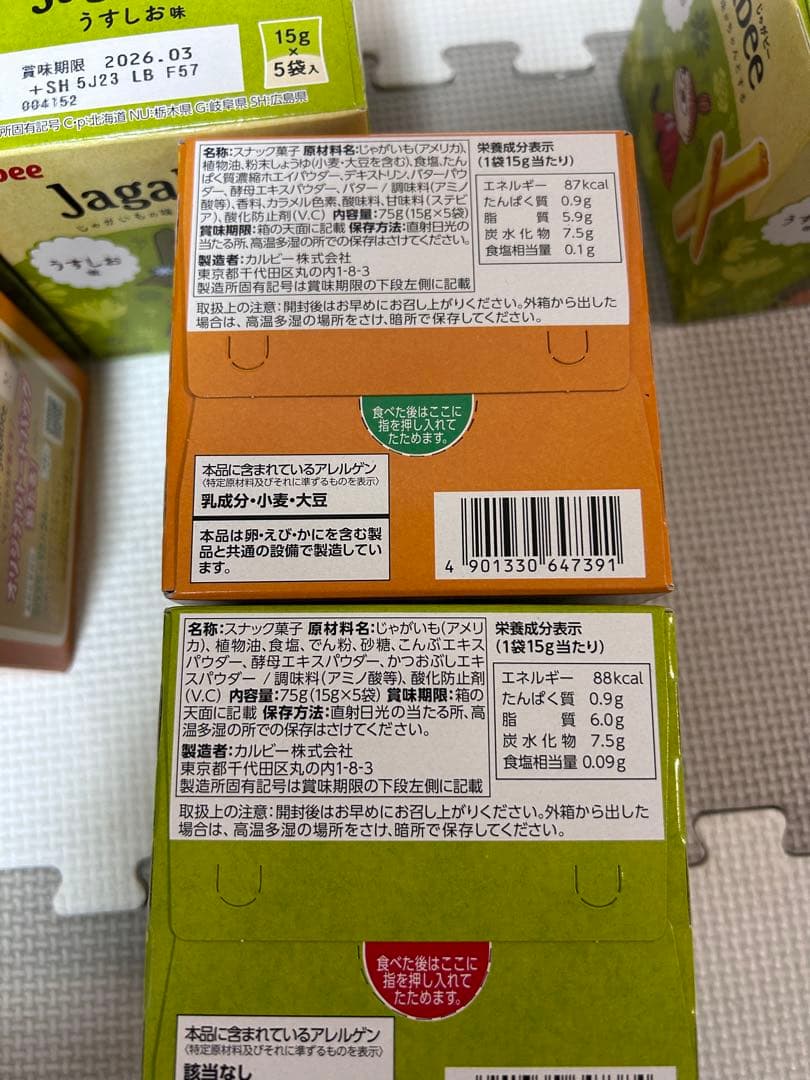 うすしお味
賞味期限 2026.03
+SH 5J23 LB F57
004152
15g
×
5袋入
所固有記号 C・p:北海道 NU:栃木県 G:岐阜県 SH:広島県
うすしお
味
名称:スナック菓子 原材料名:じゃがいも(アメリカ)、
植物油、粉末しょうゆ(小麦・大豆を含む)、食塩、たん
ぱく質濃縮ホエイパウダー、デキストリン、バターパウ
ダー、酵母エキスパウダー、バター / 調味料(アミノ
酸等)、香料、カラメル色素、酸味料、甘味料(ステビ
ア)、酸化防止剤(V.C) 内容量:75g(15g×5袋)
賞味期限:箱の天面に記載 保存方法:直射日光の
当たる所、高温多湿の所での保存はさけてください。
製造者:カルビー株式会社
東京都千代田区丸の内1-8-3
製造所固有記号は賞味期限の下段左側に記載
栄養成分表示
(1袋15g当たり)
エネルギー 87kcal
たんぱく質 0.9g
脂質 5.9g
炭水化物 7.5g
食塩相当量 0.1g
取扱上の注意:開封後はお早めにお召し上がりください。外箱から出した
場合は、高温多湿の場所をさけ、暗所で保存してください。
食べた後はここに
指を押し入れて
たためます。
本品に含まれているアレルゲン
(特定原材料及びそれに準ずるものを表示)
乳成分・小麦・大豆
本品は卵・えび・かにを含む製
品と共通の設備で製造してい
ます。
4 901330 647391
名称:スナック菓子 原材料名:じゃがいも(アメリ
カ)、植物油、食塩、でん粉、砂糖、こんぶエキス
パウダー、酵母エキスパウダー、かつおぶしエキ
スパウダー / 調味料(アミノ酸等)、酸化防止剤
(V.C) 内容量:75g(15g×5袋) 賞味期限:箱の
天面に記載 保存方法:直射日光の当たる所、高
温多湿の所での保存はさけてください。
製造者:カルビー株式会社
東京都千代田区丸の内1-8-3
製造所固有記号は賞味期限の下段左側に記載
栄養成分表示
(1袋15g当たり)
エネルギー 88kcal
たんぱく質 0.9g
脂質 6.0g
炭水化物 7.5g
食塩相当量 0.09g
取扱上の注意:開封後はお早めにお召し上がりください。外箱から出した
場合は、高温多湿の場所をさけ、暗所で保存してください。
食べた後はここに
指を押し入れて
たためます。
本品に含まれているアレルゲン
(特定原材料及びそれに準ずるものを表示)
該当なし